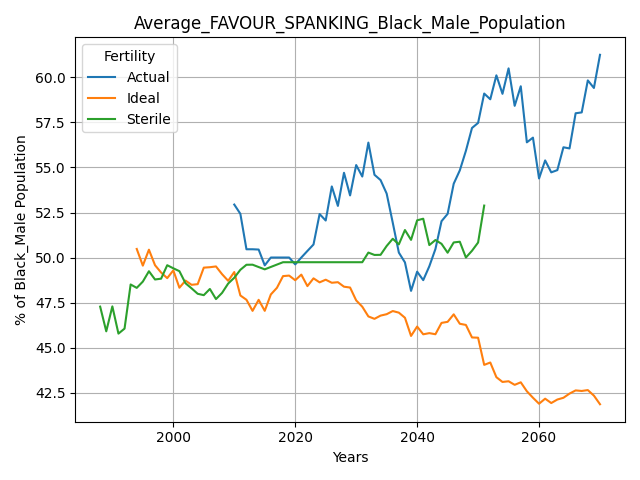 Average_FAVOUR_SPANKING_Black_Male_Population
Fertility
Actual
Ideal
Sterile
% of Black_Male Population
60.0
57.5
55.0
52.5
50.0
47.5
45.0
42.5
2000
2020
2040
2060
Years